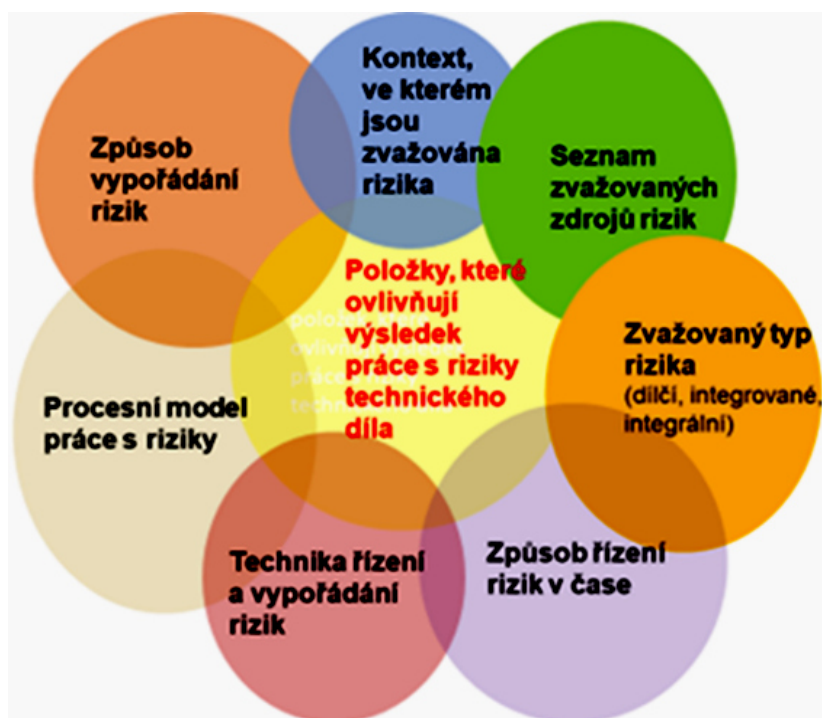 Kontext,
ve kterém
jsou
zvažována
rizika
Způsob
vypořádání
rizik
Seznam
zvažovaných
zdrojů rizik
Položky, které
ovlivňují
výsledek
práce s riziky
technického
díla
Zvažovaný typ
rizika
(dílčí, integrované,
integrální)
Procesní model
práce s riziky
Technika řízení
a vypořádání
rizik
Způsob řízení
rizik v čase